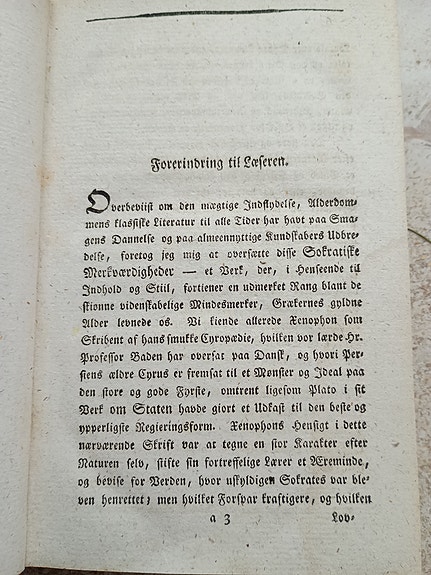 Forerindring til Læseren.
Overbeviist om den mægtige Indflydelse, Alderdom-
mens klassiske Literatur til alle Tider har havt paa Sma-
gens Dannelse og paa almeennyttige Kundskabers Udbre-
delse, foretog jeg mig at oversætte disse Sokratiske
Merkværdigheder — et Verk, der, i Henseende til
Indhold og Stiil, fortiener en udmerket Rang blant de
skiønne videnskabelige Mindesmerker, Grækernes gyldne
Alder levnede os. Vi kiende allerede Xenophon som
Skribent af hans smukke Cyropædie, hvilken vor lærde Hr.
Professor Baden har oversat paa Dansk, og hvori Per-
siens ældre Cyrus er fremsat til et Mønster og Ideal paa
den store og gode Fyrste, omtrent ligesom Plato i sit
Verk om Staten havde giort et Udkast til den beste og
ypperligste Regieringsform. Xenophons Hensigt i dette
nærværende Skrift var at tegne en stor Karakter efter
Naturen selv, stifte sin fortreffelige Lærer et Æreminde,
og bevise for Verden, hvor uskyldigen Sokrates var ble-
ven henrettet; men hvilket Forsvar kraftigere, og hvilken
a 3
Lov-